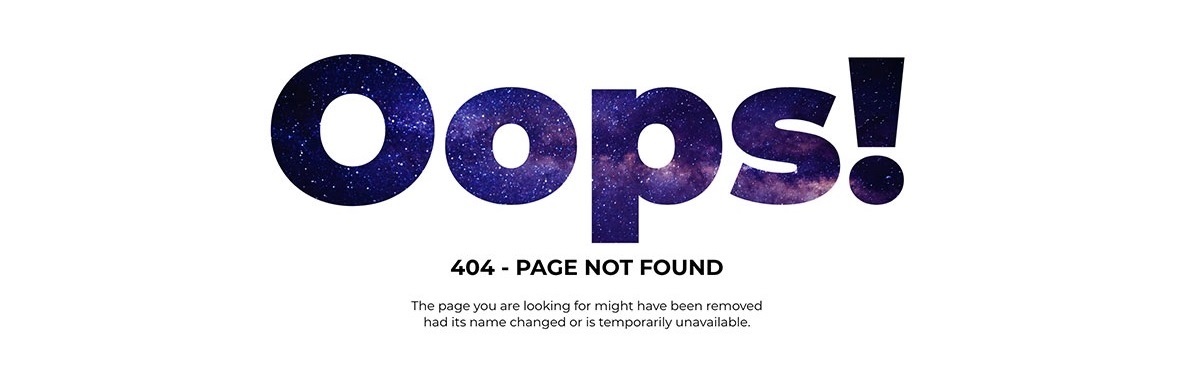 Oops!
404 - PAGE NOT FOUND
The page you are looking for might have been removed
had its name changed or is temporarily unavailable.